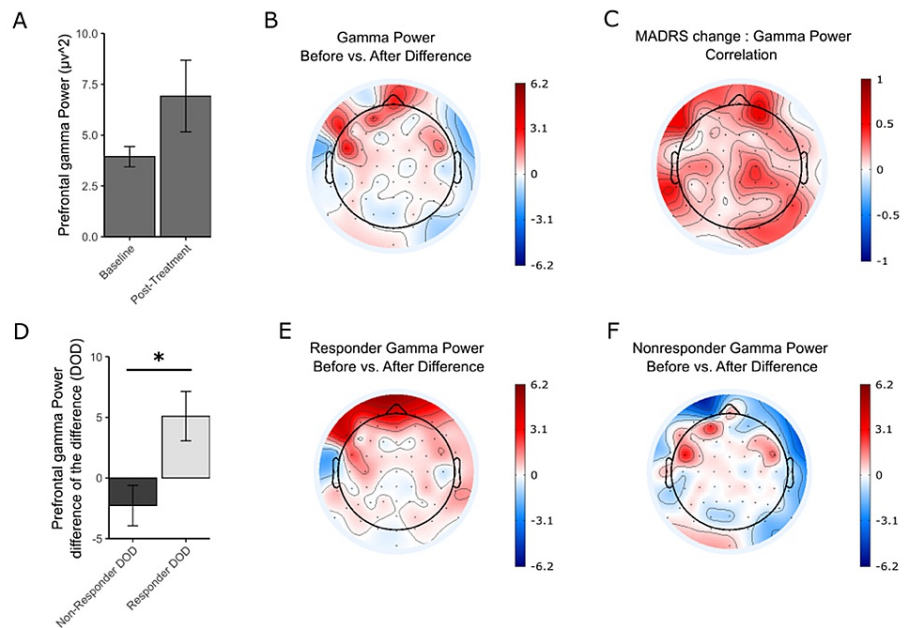 A
Prefrontal gamma Power (µv^2)
10.0
7.5
5.0
2.5
0.0
Baseline
Post-Treatment
B
Gamma Power
Before vs. After Difference
6.2
3.1
0
-3.1
-6.2
C
MADRS change : Gamma Power
Correlation
1
0.5
0
-0.5
-1
D
Prefrontal gamma Power
difference of the difference (DOD)
10
5
0
-5
*
Non-Responder DOD
Responder DOD
E
Responder Gamma Power
Before vs. After Difference
6.2
3.1
0
-3.1
-6.2
F
Nonresponder Gamma Power
Before vs. After Difference
6.2
3.1
0
-3.1
-6.2